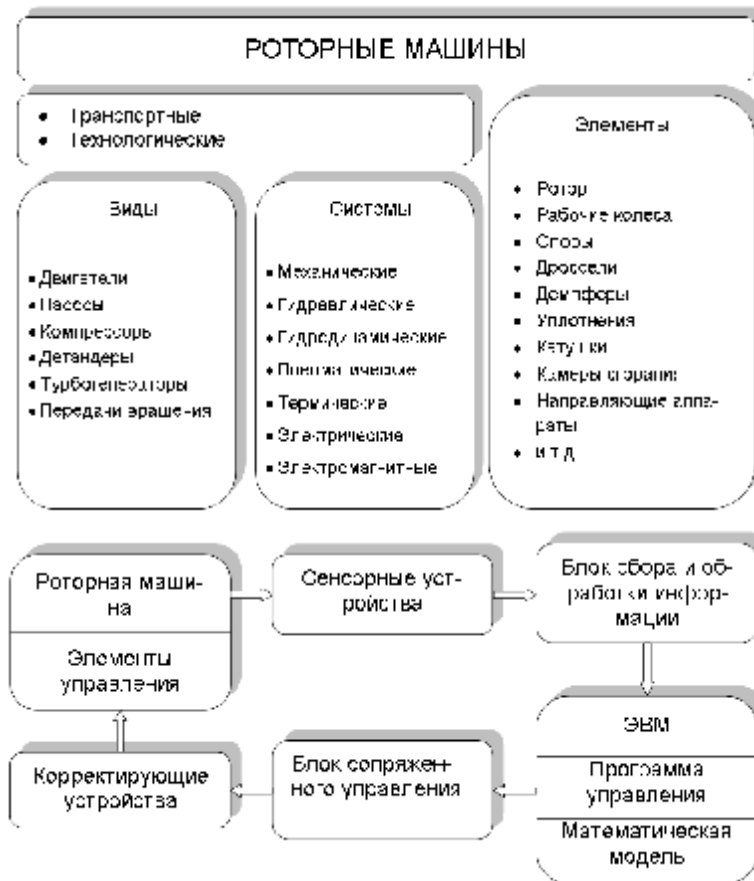 РОТОРНЫЕ МАШИНЫ
• Транспортные
• Технологические
Виды
• Двигатели
• Насосы
• Компрессоры
• Детандеры
• Турбогенераторы
• Передачи вращения
Системы
• Механические
• Гидравлические
• Гидродинамические
• Пневматические
• Термические
• Электрические
• Электромагнитные
Элементы
• Ротор
• Рабочие колеса
• Опоры
• Дроссели
• Демпферы
• Уплотнения
• Катушки
• Камеры сгорания
• Направляющие аппа-
раты
• и т.д.
Роторная маши-
на
Элементы
управления
Сенсорные уст-
ройства
Блок сбора и об-
работки инфор-
мации
ЭВМ
Программа
управления
Математическая
модель
Блок сопряжен-
ного управления
Корректирующие
устройства